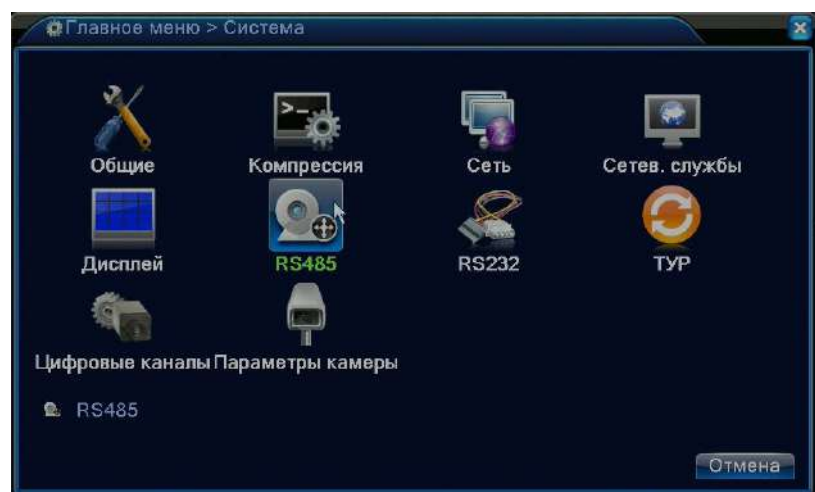 Главное меню > Система
Общие Компрессия Сеть Сетев. службы
Дисплей RS485 RS232 ТУР
Цифровые каналы Параметры камеры
RS485
Отмена